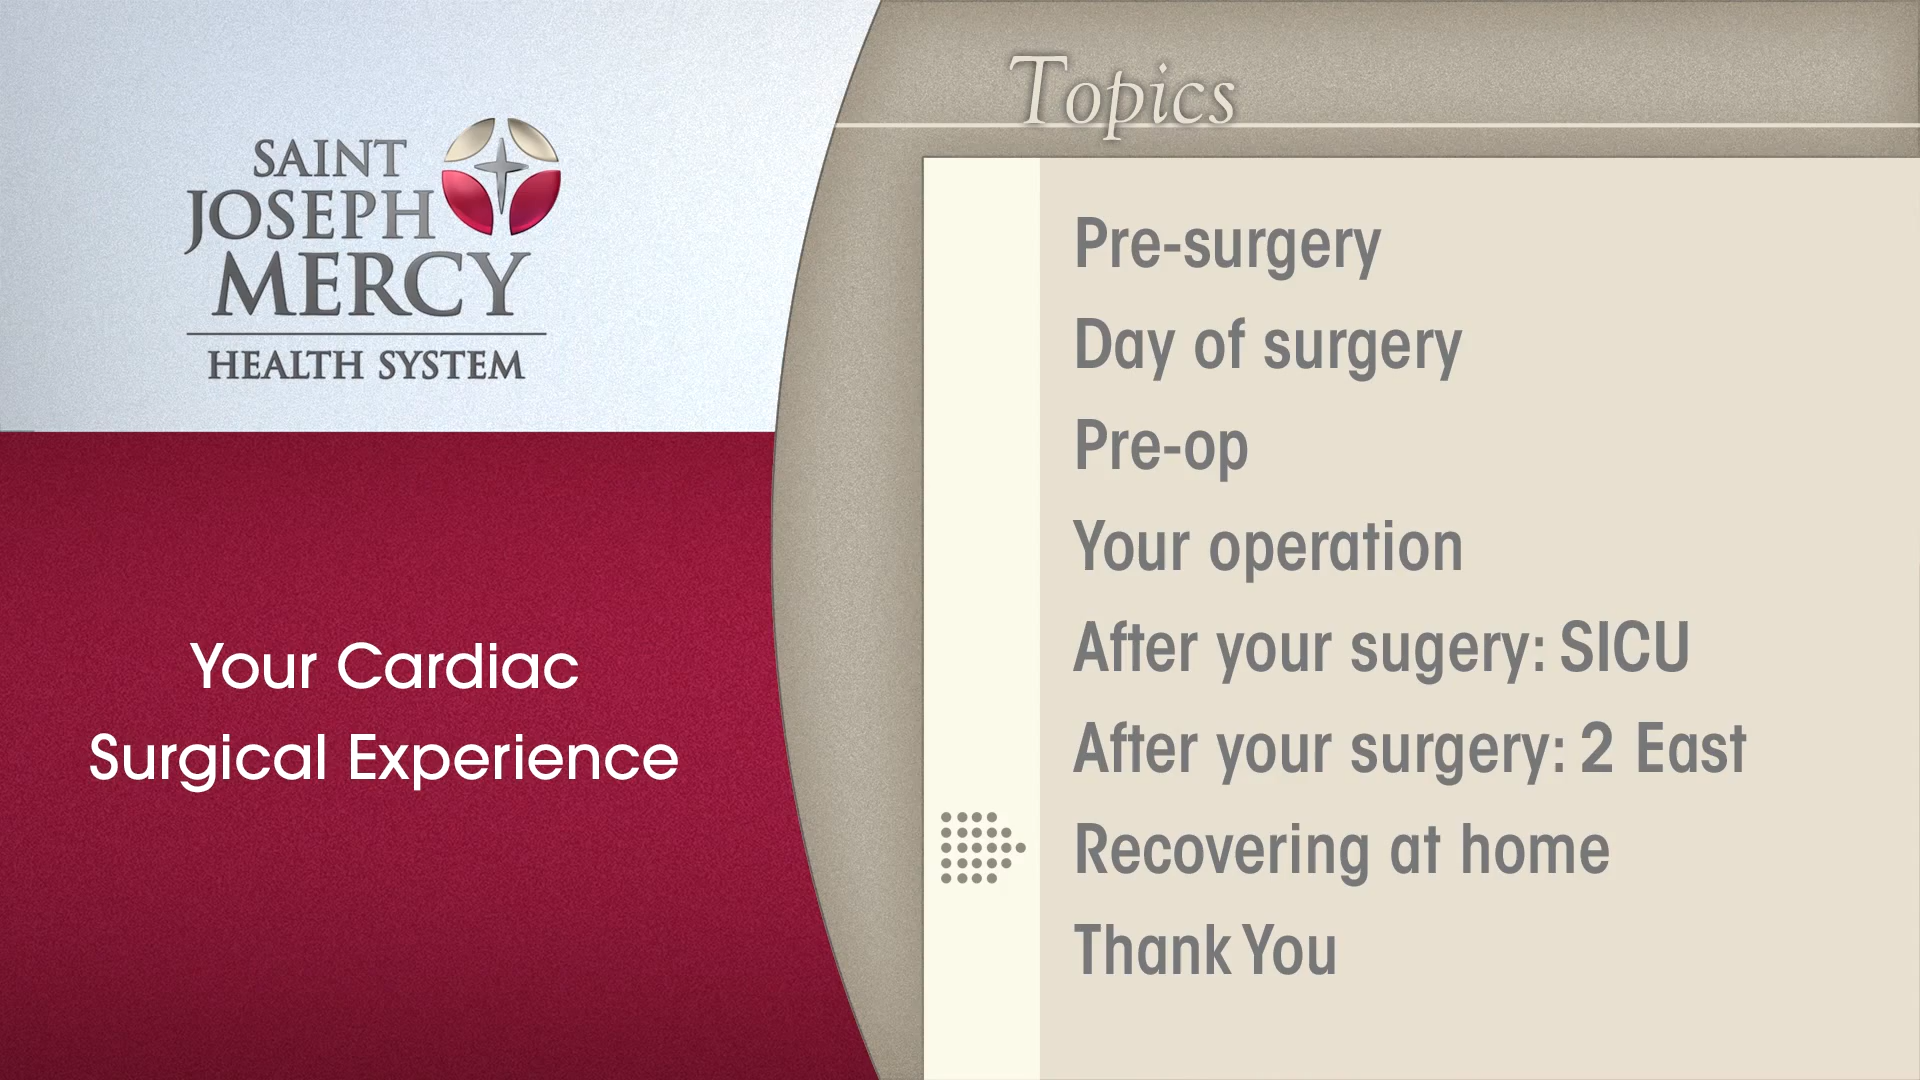 SAINT
JOSEPH
MERCY
HEALTH SYSTEM
Your Cardiac
Surgical Experience
Topics
Pre-surgery
Day of surgery
Pre-op
Your operation
After your sugery: SICU
After your surgery: 2 East
Recovering at home
Thank You